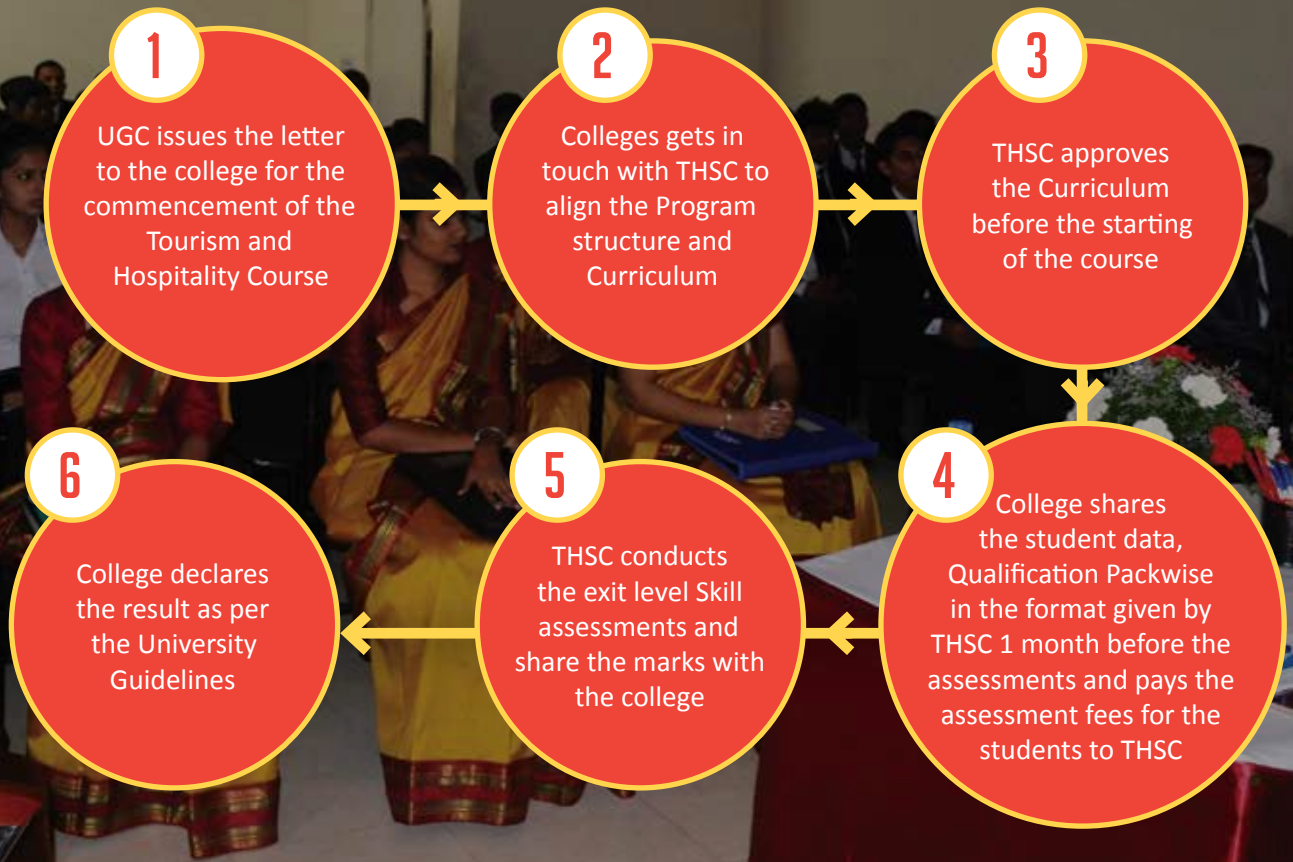 1
UGC issues the letter
to the college for the
commencement of the
Tourism and
Hospitality Course
2
Colleges gets in
touch with THSC to
align the Program
structure and
Curriculum
3
THSC approves
the Curriculum
before the starting
of the course
4
College shares
the student data,
Qualification Packwise
in the format given by
THSC 1 month before the
assessments and pays the
assessment fees for the
students to THSC
5
THSC conducts
the exit level Skill
assessments and
share the marks with
the college
6
College declares
the result as per
the University
Guidelines